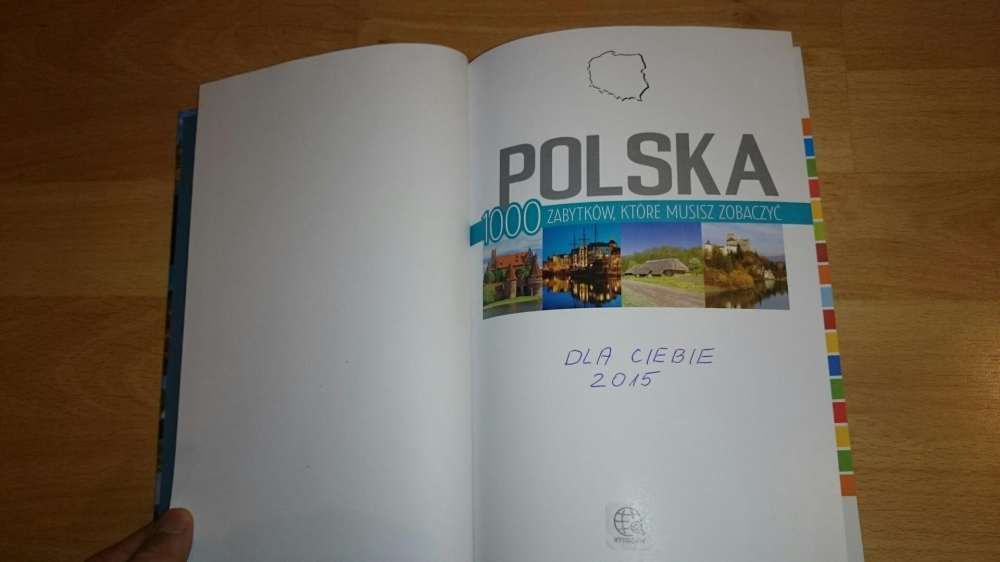 POLSKA
1000 ZABYTKÓW, KTÓRE MUSISZ ZOBACZYĆ
DLA CIEBIE
2015